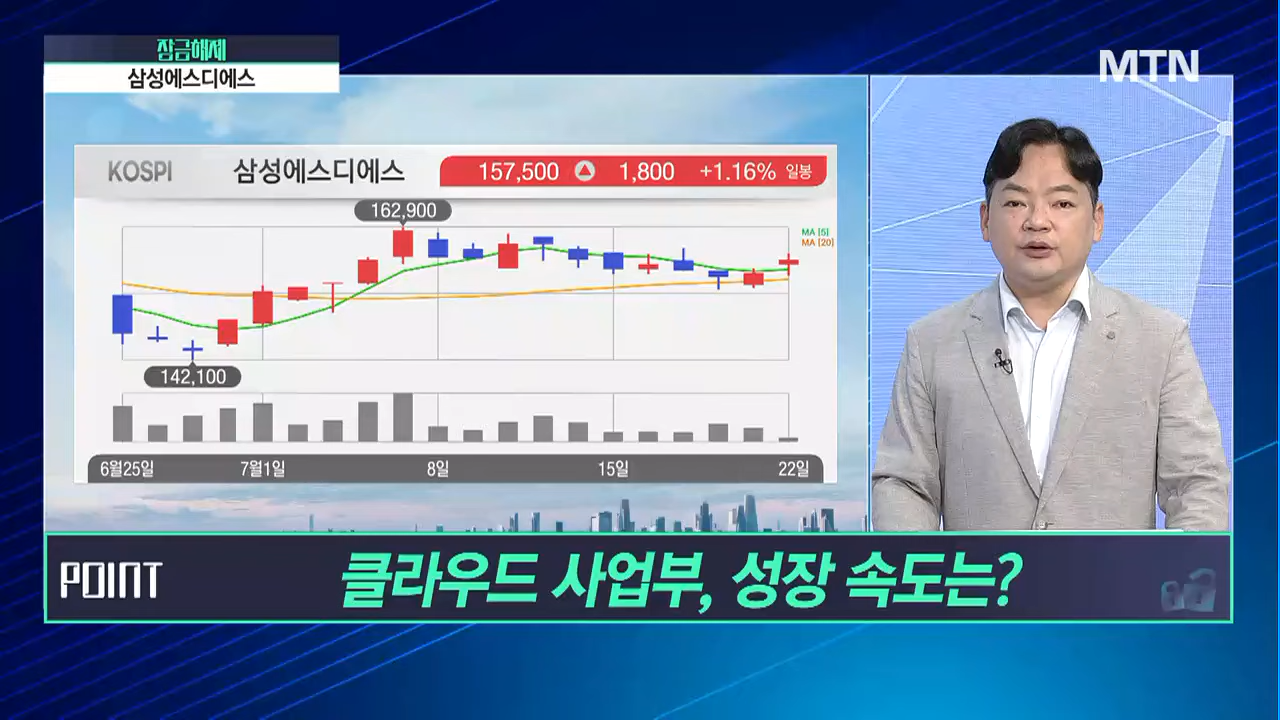 잠금해제
삼성에스디에스
MTN
KOSPI 삼성에스디에스 157,500 1,800 +1.16% 일봉
162,900
MA [5]
MA [20]
142,100
6월25일 7월1일 8일 15일 22일
POINT 클라우드 사업부, 성장 속도는?